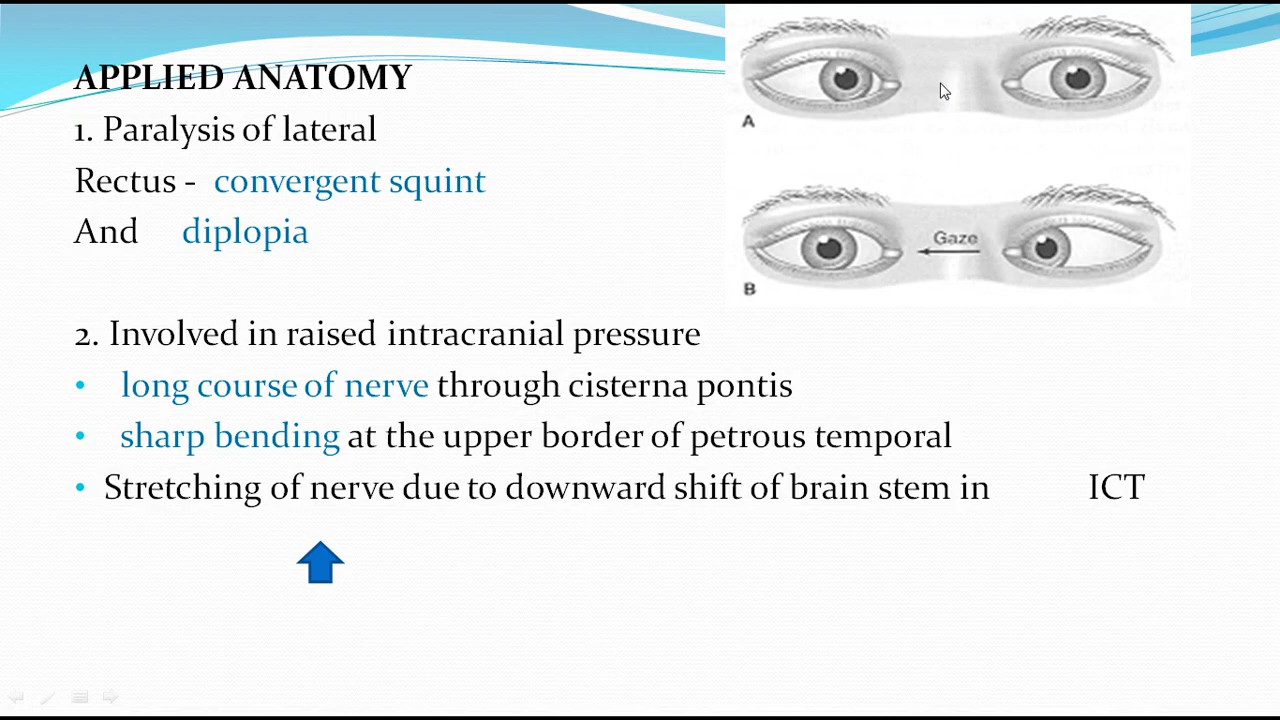 APPLIED ANATOMY
1. Paralysis of lateral
Rectus - convergent squint
And diplopia
2. Involved in raised intracranial pressure
• long course of nerve through cisterna pontis
• sharp bending at the upper border of petrous temporal
• Stretching of nerve due to downward shift of brain stem in ICT
A
Gaze
B